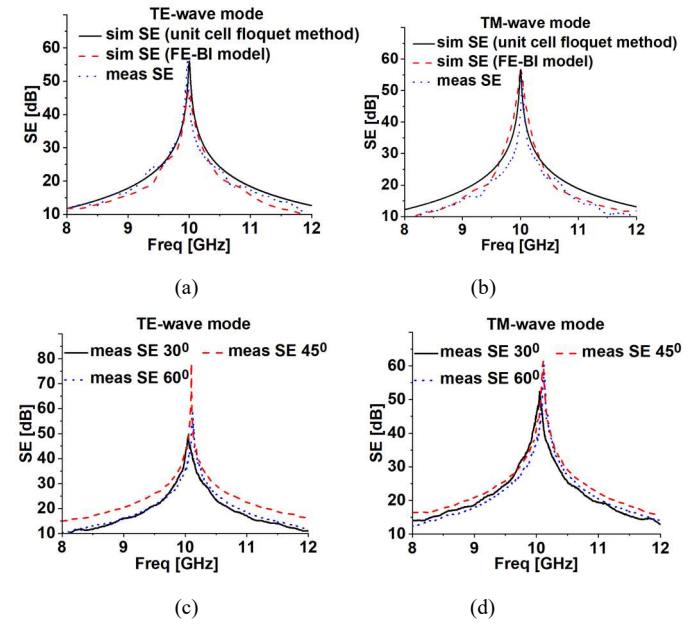 TE-wave mode
sim SE (unit cell floquet method)
sim SE (FE-BI model)
meas SE
80
70
60
50
40
30
20
10
SE [dB]
8 9 10 11 12
Freq [GHz]
(a)
TM-wave mode
sim SE (unit cell floquet method)
sim SE (FE-BI model)
meas SE
70
60
50
40
30
20
10
SE [dB]
8 9 10 11 12
Freq [GHz]
(b)
TE-wave mode
meas SE 30⁰ meas SE 45⁰
meas SE 60⁰
80
70
60
50
40
30
20
10
SE [dB]
8 9 10 11 12
Freq [GHz]
(c)
TM-wave mode
meas SE 30⁰ meas SE 45⁰
meas SE 60⁰
60
50
40
30
20
10
SE [dB]
8 9 10 11 12
Freq [GHz]
(d)